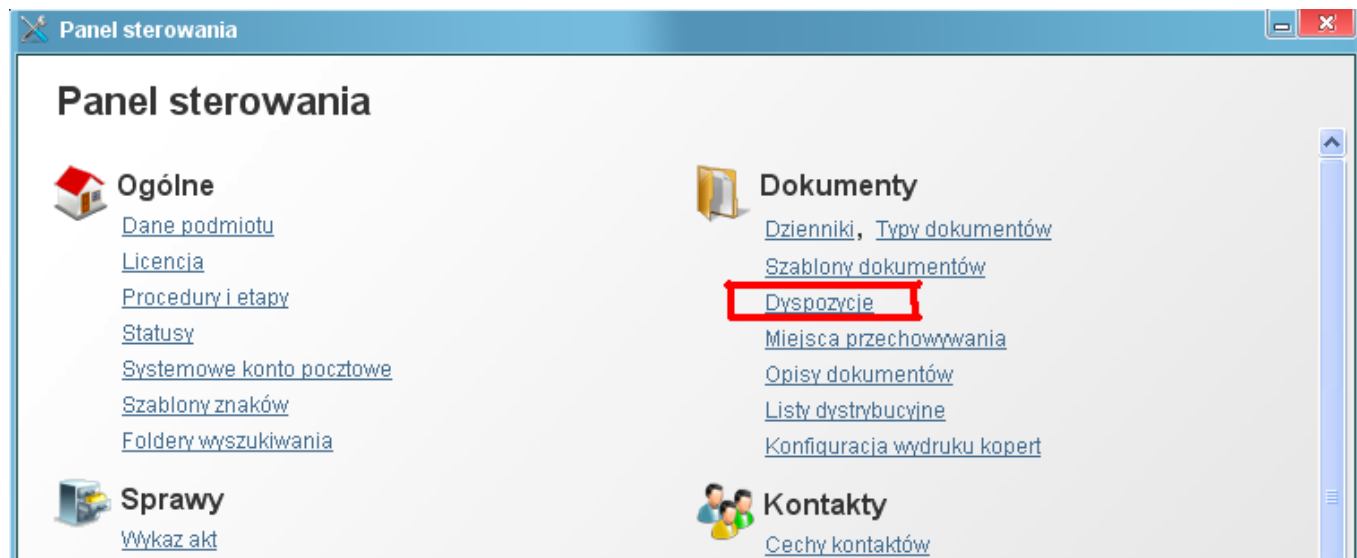 Panel sterowania
Panel sterowania
Ogólne
Dane podmiotu
Licencja
Procedury i etapy
Statusy
Systemowe konto pocztowe
Szablony znaków
Foldery wyszukiwania
Dokumenty
Dzienniki, Typy dokumentów
Szablony dokumentów
Dyspozycje
Miejsca przechowywania
Opisy dokumentów
Listy dystrybucyjne
Konfiguracja wydruku kopert
Sprawy
Wykaz akt
Kontakty
Cechy kontaktów